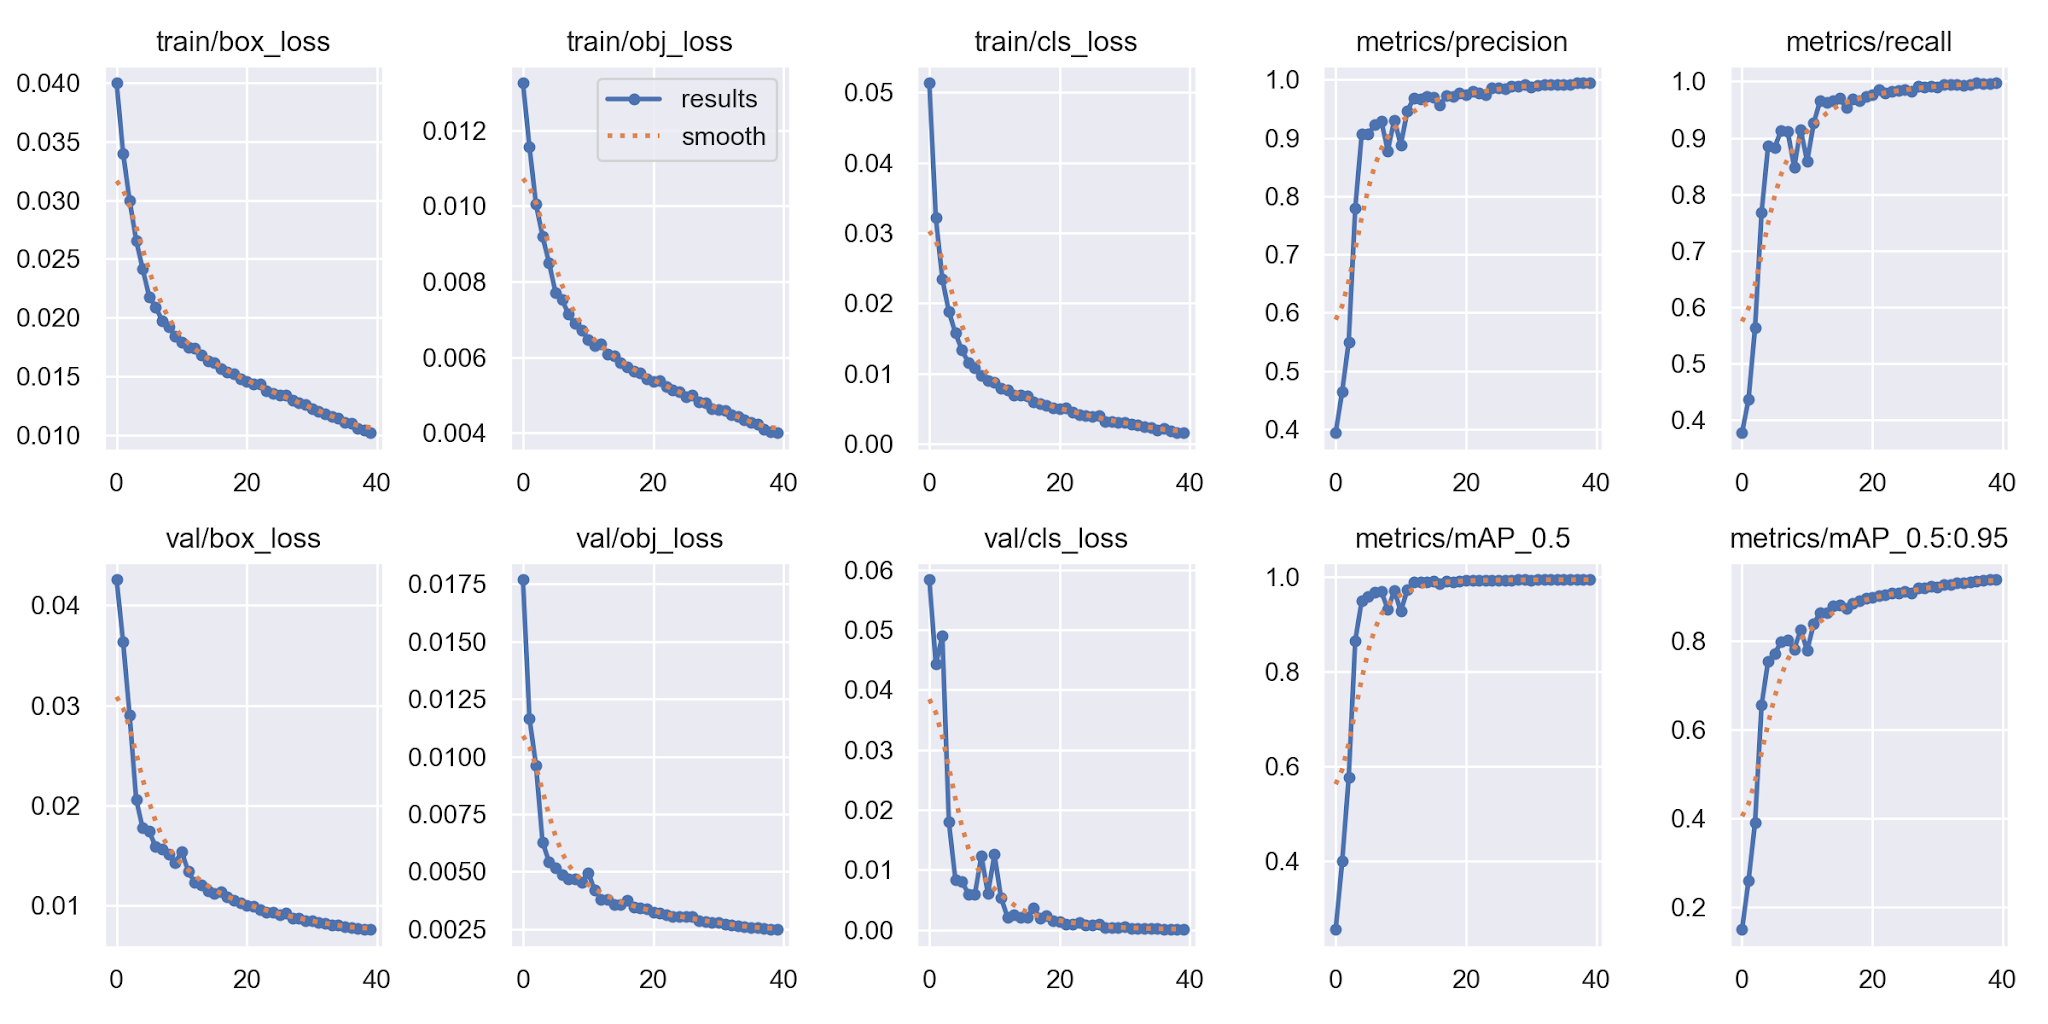 train/box_loss
0.040
0.035
0.030
0.025
0.020
0.015
0.010
0 20 40
train/obj_loss
results
smooth
0.012
0.010
0.008
0.006
0.004
0 20 40
train/cls_loss
0.05
0.04
0.03
0.02
0.01
0.00
0 20 40
metrics/precision
1.0
0.9
0.8
0.7
0.6
0.5
0.4
0 20 40
metrics/recall
1.0
0.9
0.8
0.7
0.6
0.5
0.4
0 20 40
val/box_loss
0.04
0.03
0.02
0.01
0 20 40
val/obj_loss
0.0175
0.0150
0.0125
0.0100
0.0075
0.0050
0.0025
0 20 40
val/cls_loss
0.06
0.05
0.04
0.03
0.02
0.01
0.00
0 20 40
metrics/mAP_0.5
1.0
0.8
0.6
0.4
0 20 40
metrics/mAP_0.5:0.95
0.8
0.6
0.4
0.2
0 20 40